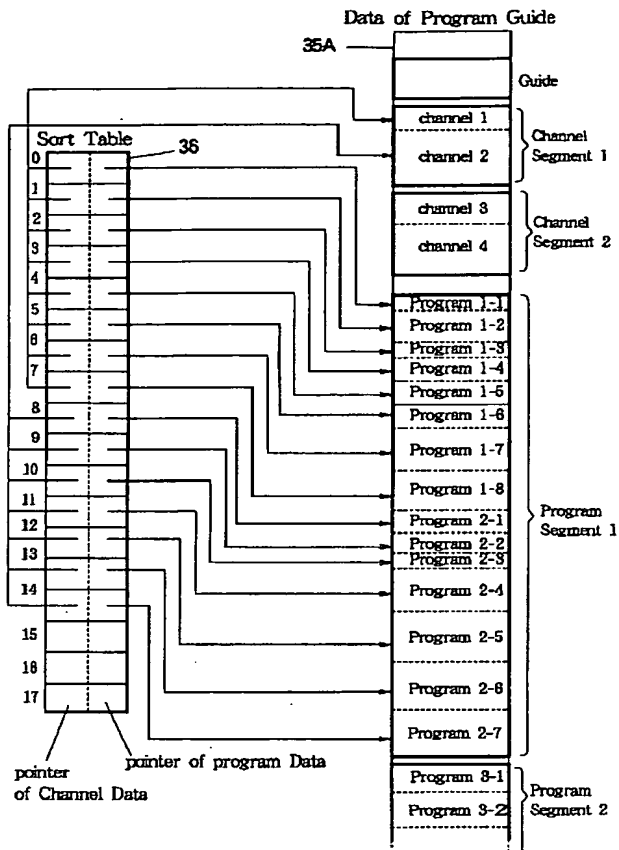 Data of Program Guide
35A
Guide
channel 1
channel 2
Channel
Segment 1
channel 3
channel 4
Channel
Segment 2
Sort Table
36
0
1
2
3
4
5
6
7
8
9
10
11
12
13
14
15
16
17
pointer
of Channel Data
pointer of program Data
Program 1-1
Program 1-2
Program 1-3
Program 1-4
Program 1-5
Program 1-6
Program 1-7
Program 1-8
Program 2-1
Program 2-2
Program 2-3
Program 2-4
Program 2-5
Program 2-6
Program 2-7
Program
Segment 1
Program 3-1
Program 3-2
Program
Segment 2